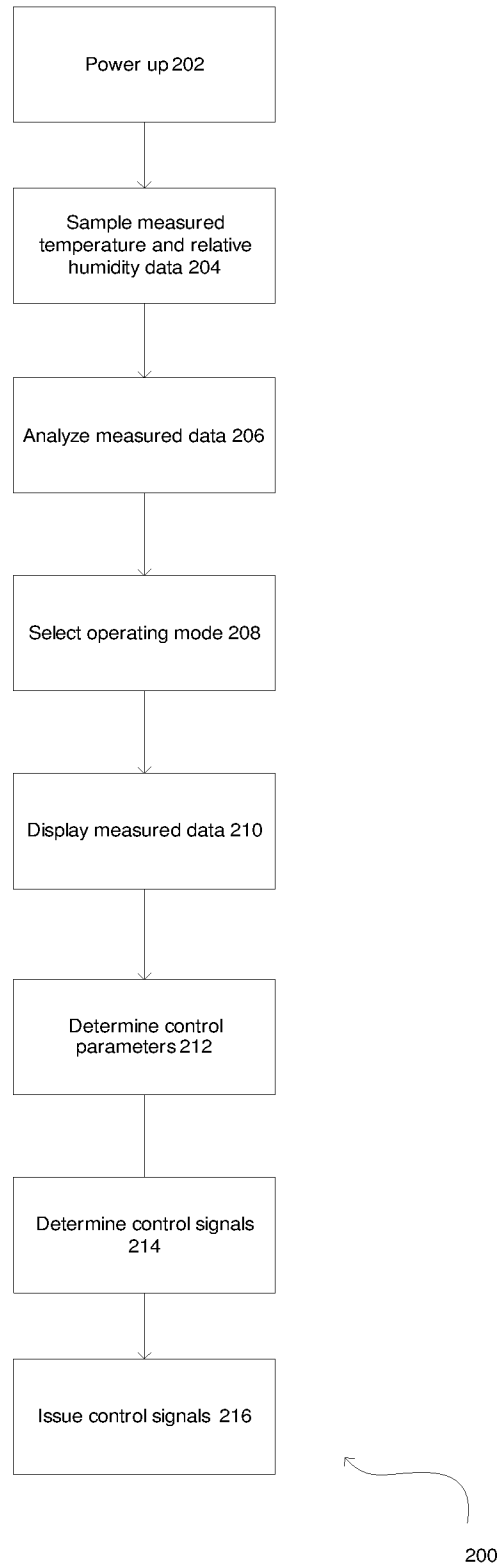 Power up 202
Sample measured
temperature and relative
humidity data 204
Analyze measured data 206
Select operating mode 208
Display measured data 210
Determine control
parameters 212
Determine control signals
214
Issue control signals 216
200